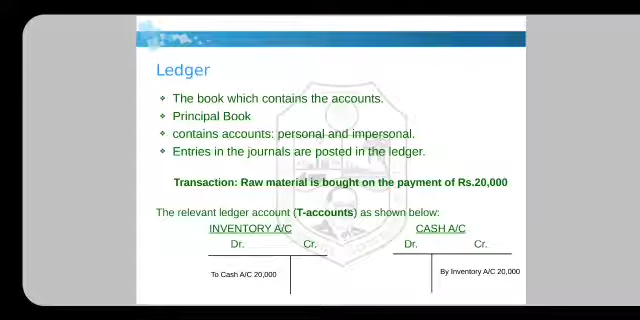 Ledger
❖ The book which contains the accounts.
❖ Principal Book
❖ contains accounts: personal and impersonal.
❖ Entries in the journals are posted in the ledger.
Transaction: Raw material is bought on the payment of Rs.20,000
The relevant ledger account (T-accounts) as shown below:
INVENTORY A/C CASH A/C
Dr. Cr. Dr. Cr.
To Cash A/C 20,000 By Inventory A/C 20,000